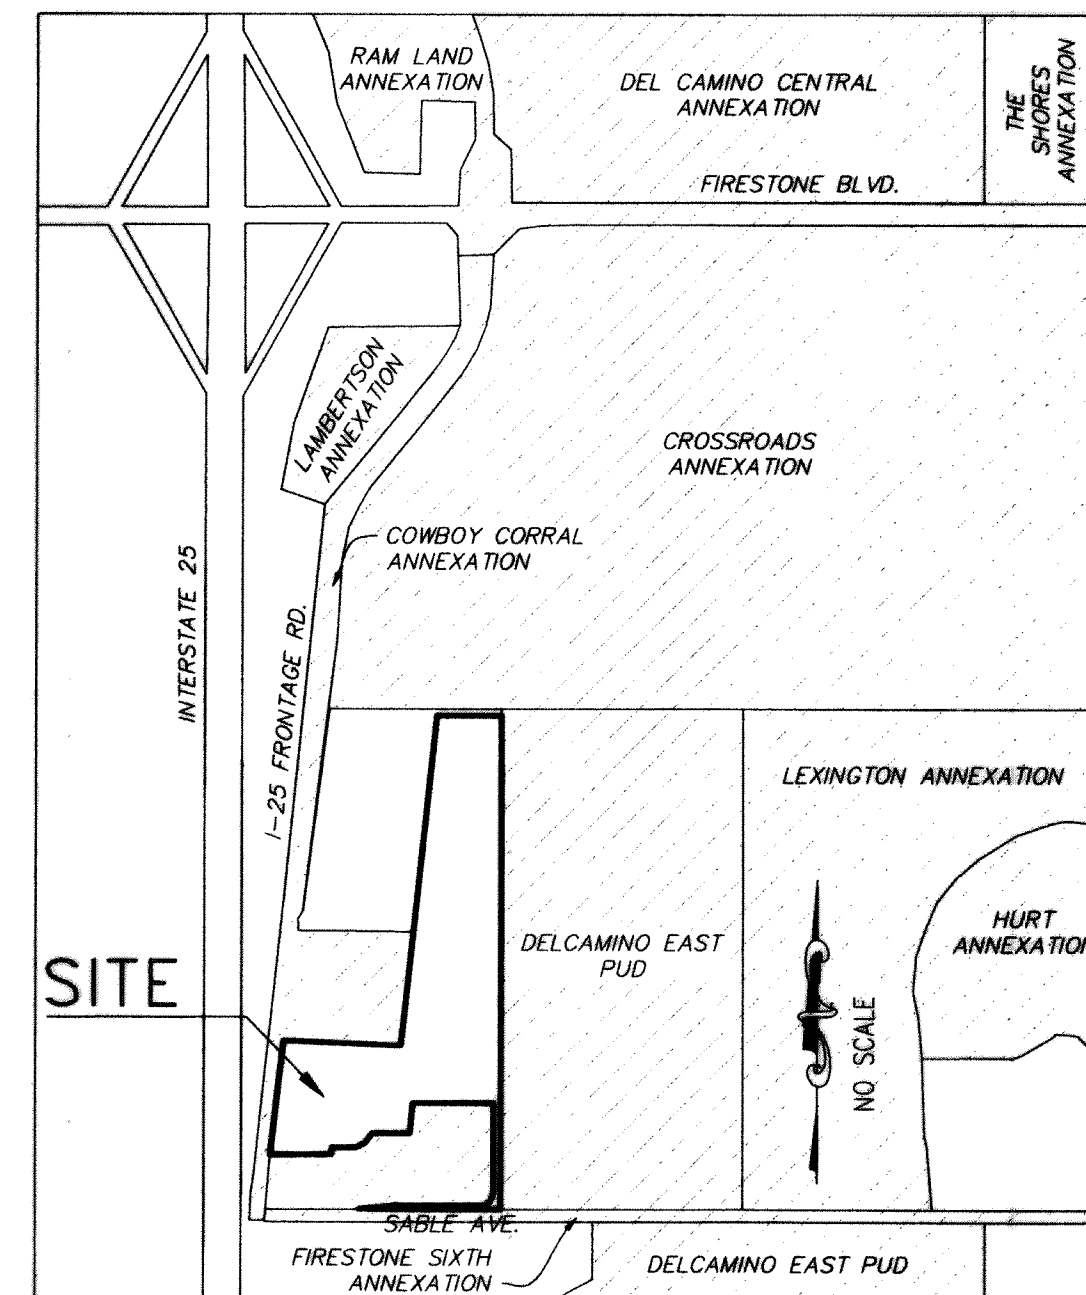 RAM LAND
ANNEXATION
DEL CAMINO CENTRAL
ANNEXATION
THE
SHORES
ANNEXATION
FIRESTONE BLVD.
LAMBERTSON
ANNEXATION
CROSSROADS
ANNEXATION
COWBOY CORRAL
ANNEXATION
INTERSTATE 25
I-25 FRONTAGE RD.
LEXINGTON ANNEXATION
HURT
ANNEXATION
DELCAMINO EAST
PUD
SITE
NO SCALE
SABLE AVE.
FIRESTONE SIXTH
ANNEXATION
DELCAMINO EAST PUD